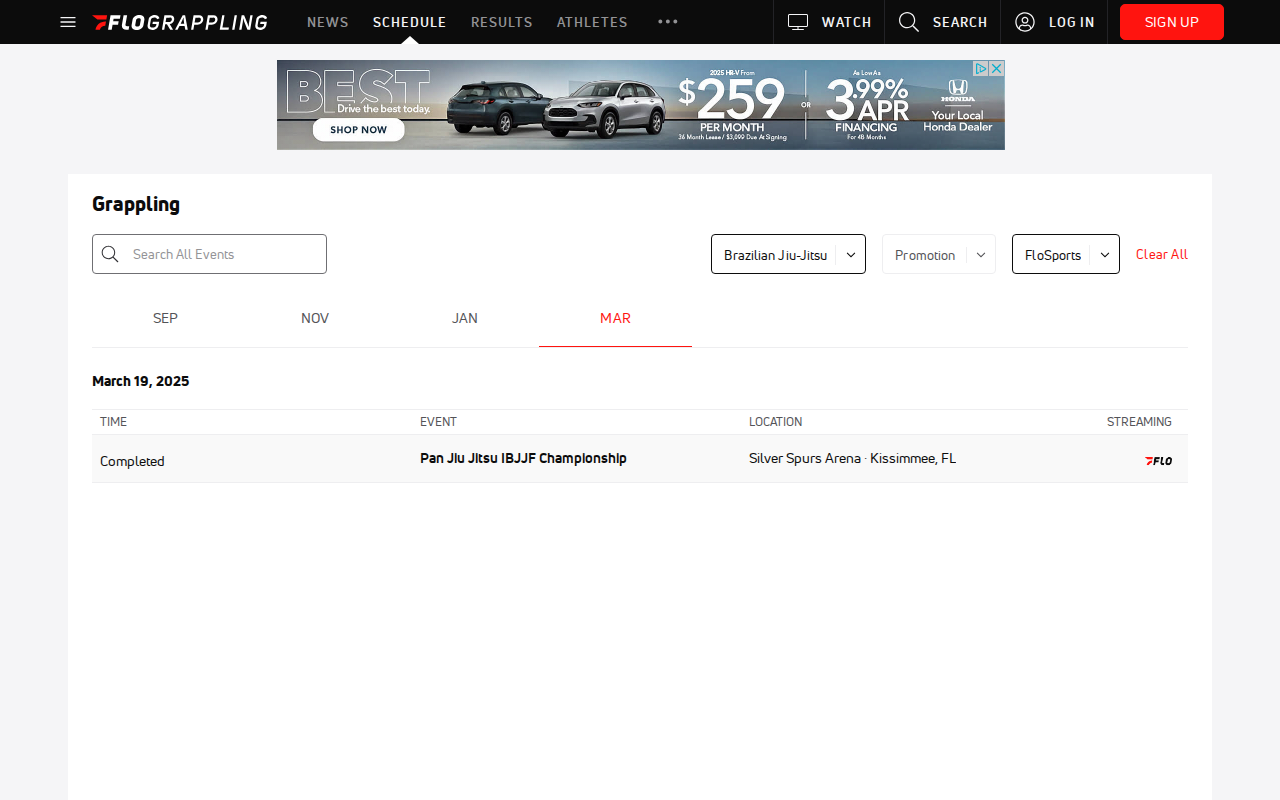 FLOGRAPPLING NEWS SCHEDULE RESULTS ATHLETES ••• WATCH SEARCH LOG IN SIGN UP
BEST
Drive the best today.
SHOP NOW
2025 HR-V From
$259
PER MONTH
36 Month Lease / $3,099 Due At Signing
OR
As Low As
3.99% APR
FINANCING
For 48 Months
HONDA
Your Local
Honda Dealer
Grappling
Search All Events
Brazilian Jiu-Jitsu
Promotion
FloSports
Clear All
SEP NOV JAN MAR
March 19, 2025
TIME EVENT LOCATION STREAMING
Completed Pan Jiu Jitsu IBJJF Championship Silver Spurs Arena · Kissimmee, FL FLO